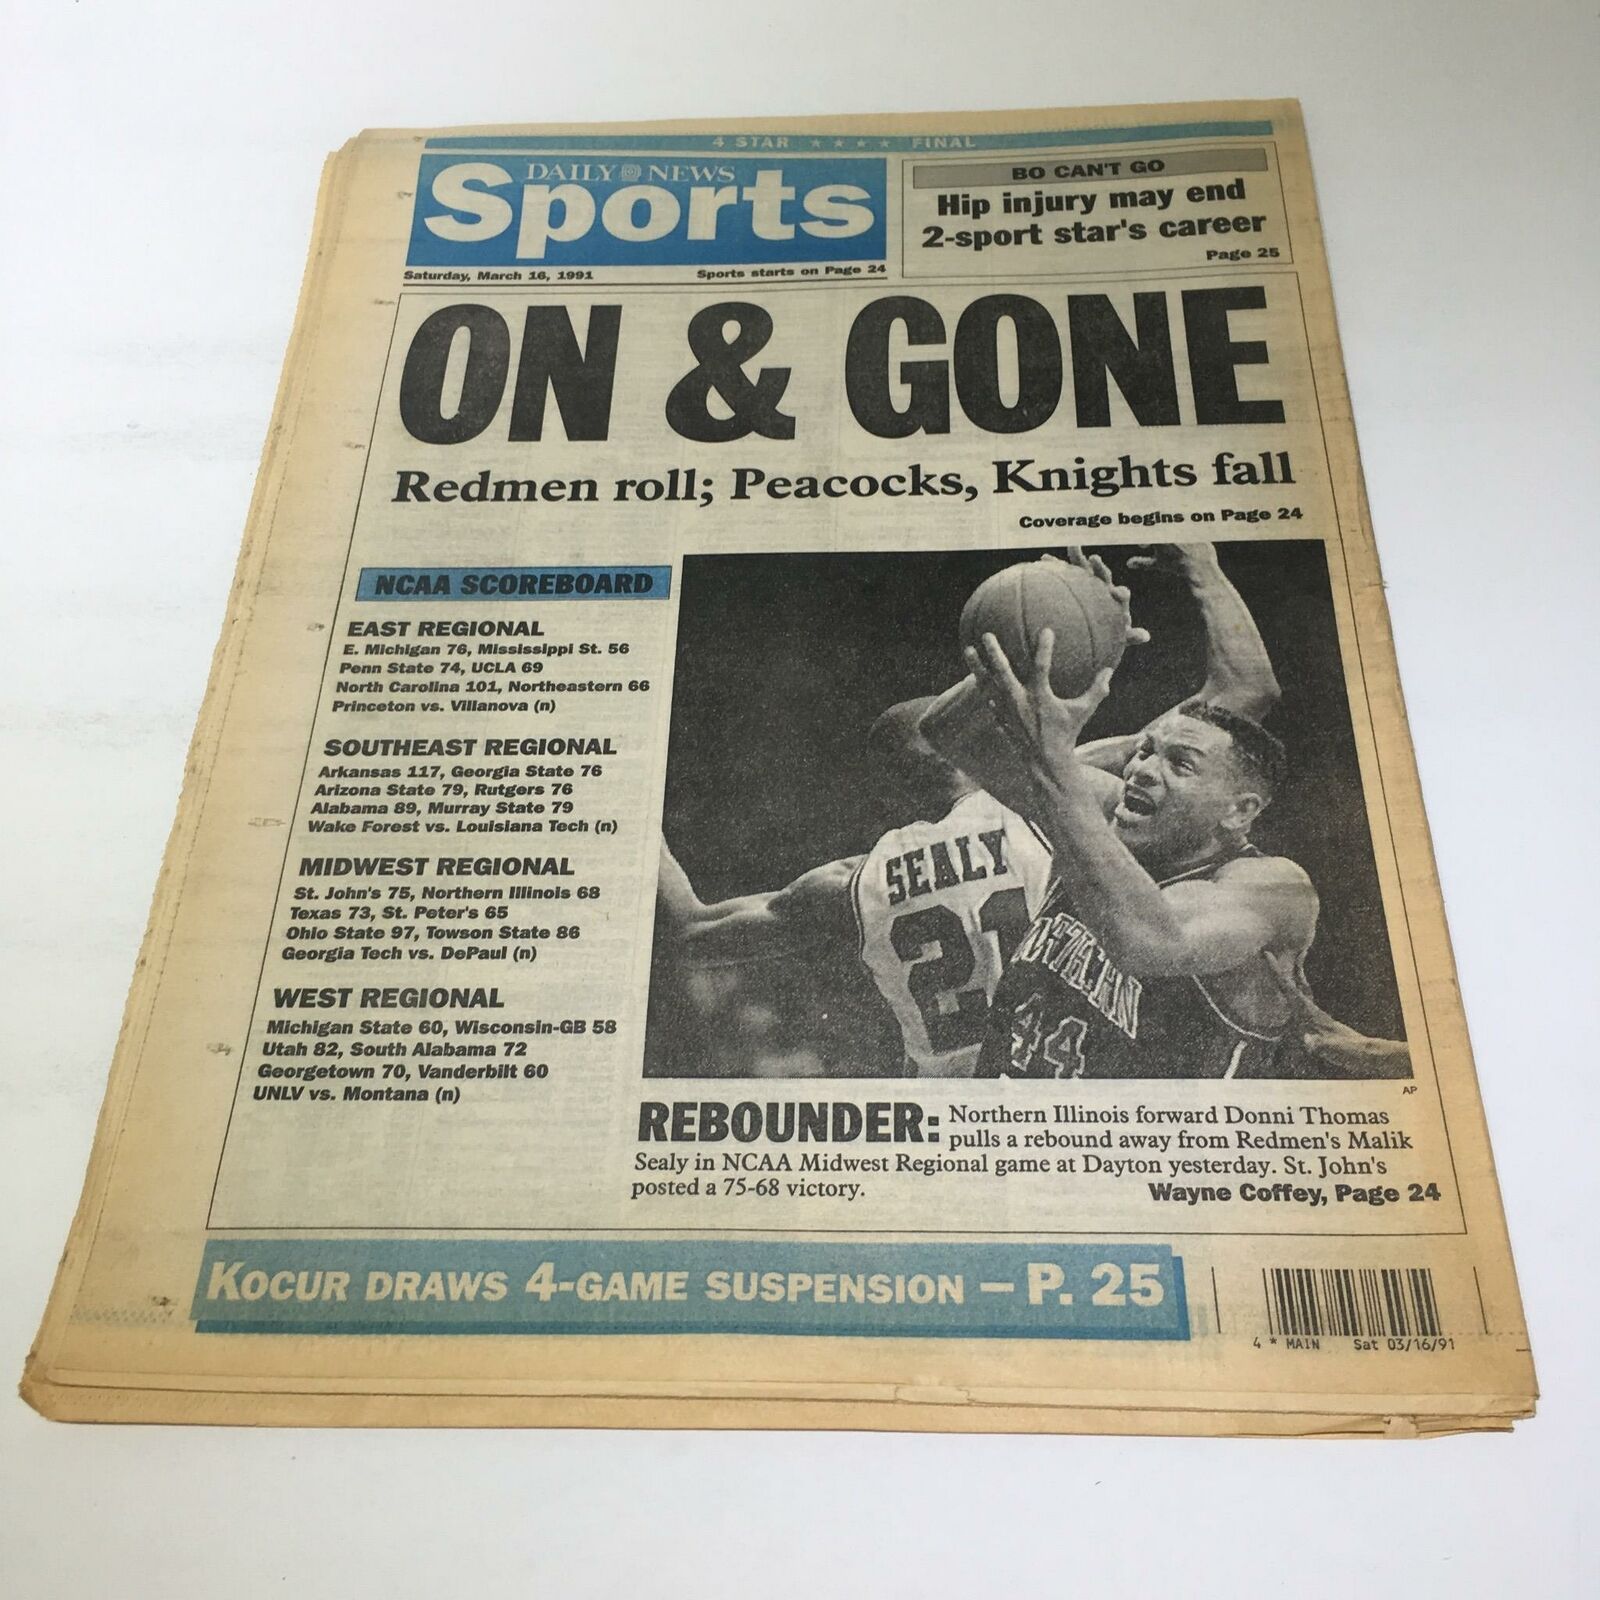 4 STAR ★ ★ ★ ★ FINAL
DAILY NEWS
Sports
Saturday, March 16, 1991
Sports starts on Page 24
BO CAN'T GO
Hip injury may end
2-sport star's career
Page 25
ON & GONE
Redmen roll; Peacocks, Knights fall
Coverage begins on Page 24
NCAA SCOREBOARD
EAST REGIONAL
E. Michigan 76, Mississippi St. 56
Penn State 74, UCLA 69
North Carolina 101, Northeastern 66
Princeton vs. Villanova (n)
SOUTHEAST REGIONAL
Arkansas 117, Georgia State 76
Arizona State 79, Rutgers 76
Alabama 89, Murray State 79
Wake Forest vs. Louisiana Tech (n)
MIDWEST REGIONAL
St. John's 75, Northern Illinois 68
Texas 73, St. Peter's 65
Ohio State 97, Towson State 86
Georgia Tech vs. DePaul (n)
WEST REGIONAL
Michigan State 60, Wisconsin-GB 58
Utah 82, South Alabama 72
Georgetown 70, Vanderbilt 60
UNLV vs. Montana (n)
SEALY
21
44
AP
REBOUNDER: Northern Illinois forward Donni Thomas
pulls a rebound away from Redmen's Malik
Sealy in NCAA Midwest Regional game at Dayton yesterday. St. John's
posted a 75-68 victory.
Wayne Coffey, Page 24
KOCUR DRAWS 4-GAME SUSPENSION – P. 25
4 * MAIN Sat 03/16/91